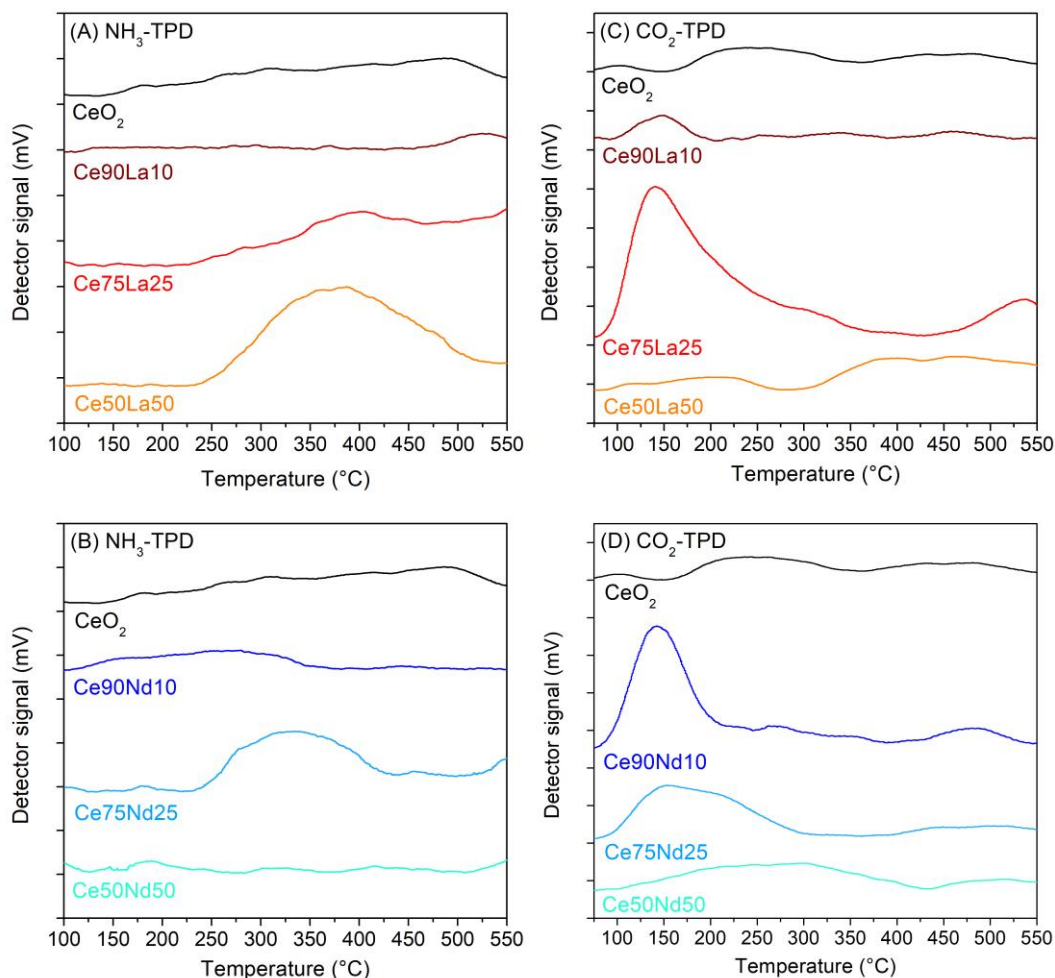 (A) NH₃-TPD
CeO₂
Ce90La10
Ce75La25
Ce50La50
Detector signal (mV)
100 150 200 250 300 350 400 450 500 550
Temperature (°C)
(C) CO₂-TPD
CeO₂
Ce90La10
Ce75La25
Ce50La50
Detector signal (mV)
100 150 200 250 300 350 400 450 500 550
Temperature (°C)
(B) NH₃-TPD
CeO₂
Ce90Nd10
Ce75Nd25
Ce50Nd50
Detector signal (mV)
100 150 200 250 300 350 400 450 500 550
Temperature (°C)
(D) CO₂-TPD
CeO₂
Ce90Nd10
Ce75Nd25
Ce50Nd50
Detector signal (mV)
100 150 200 250 300 350 400 450 500 550
Temperature (°C)